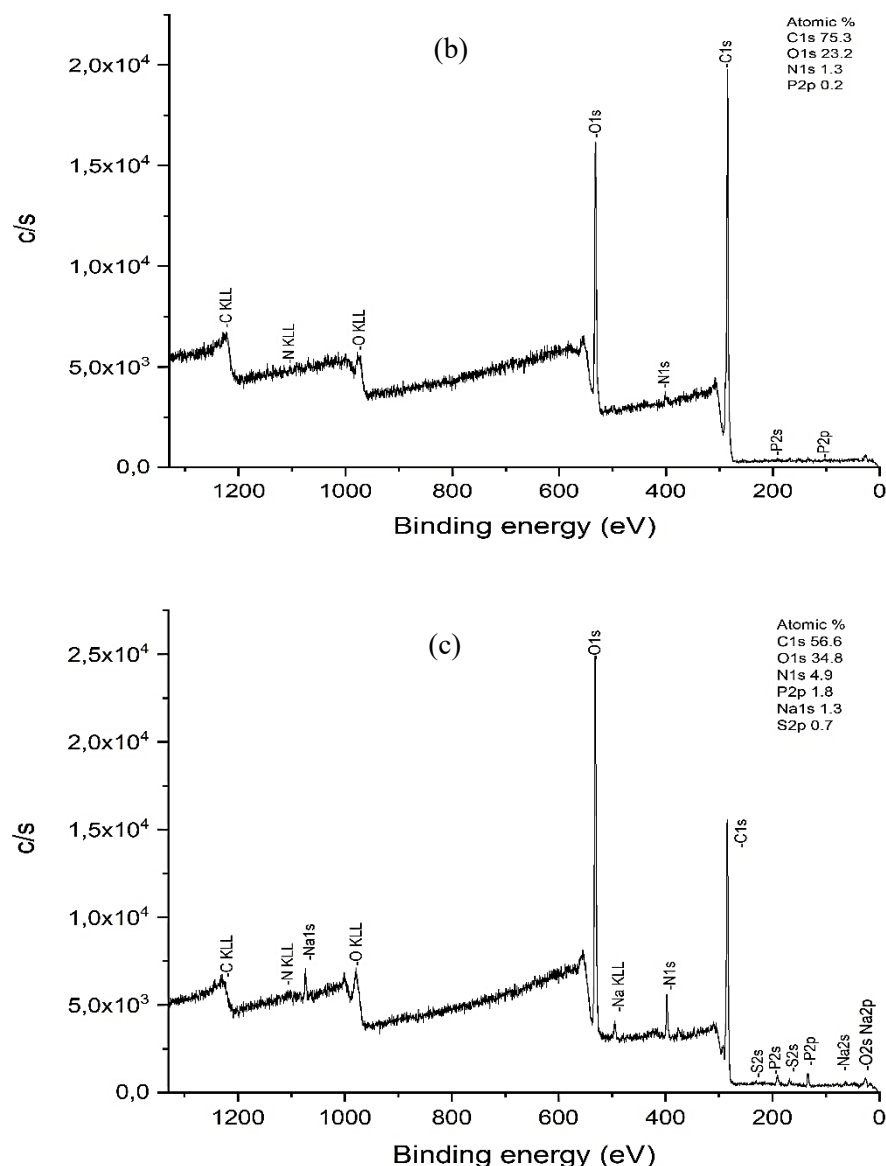 (b)
Atomic %
C1s 75.3
O1s 23.2
N1s 1.3
P2p 0.2
c/s
2,0x10⁴
1,5x10⁴
1,0x10⁴
5,0x10³
0,0
-C KLL
-N KLL
-O KLL
-O1s
-N1s
-C1s
-P2s
-P2p
1200 1000 800 600 400 200 0
Binding energy (eV)
(c)
Atomic %
C1s 56.6
O1s 34.8
N1s 4.9
P2p 1.8
Na1s 1.3
S2p 0.7
c/s
2,5x10⁴
2,0x10⁴
1,5x10⁴
1,0x10⁴
5,0x10³
0,0
-C KLL
-N KLL
-Na1s
-O KLL
-O1s
-Na KLL
-N1s
-C1s
-S2s
-P2s
-S2s
-P2p
-Na2s
-O2s Na2p
1200 1000 800 600 400 200 0
Binding energy (eV)